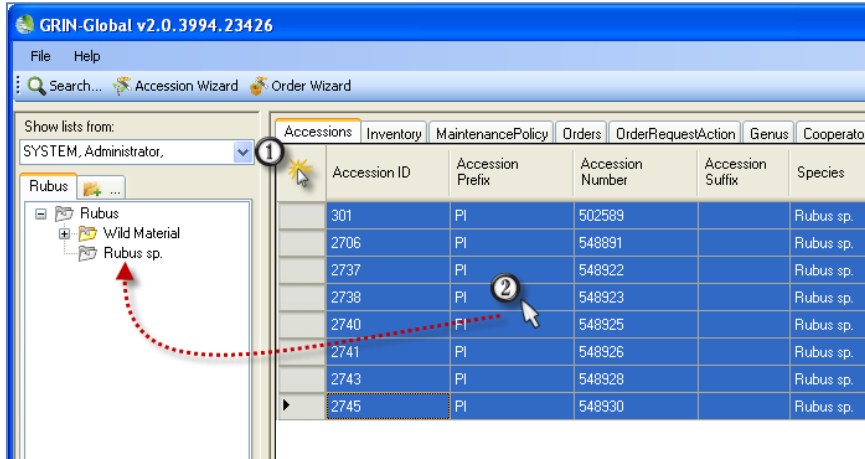 GRIN-Global v2.0.3994.23426
File Help
Search... Accession Wizard Order Wizard
Show lists from:
SYSTEM, Administrator,
Rubus ...
Rubus
Wild Material
Rubus sp.
1
Accessions Inventory MaintenancePolicy Orders OrderRequestAction Genus Cooperato
Accession ID Accession Prefix Accession Number Accession Suffix Species
301 PI 502589 Rubus sp.
2706 PI 548891 Rubus sp.
2737 PI 548922 Rubus sp.
2738 PI 548923 Rubus sp.
2
2740 PI 548925 Rubus sp.
2741 PI 548926 Rubus sp.
2743 PI 548928 Rubus sp.
2745 PI 548930 Rubus sp.